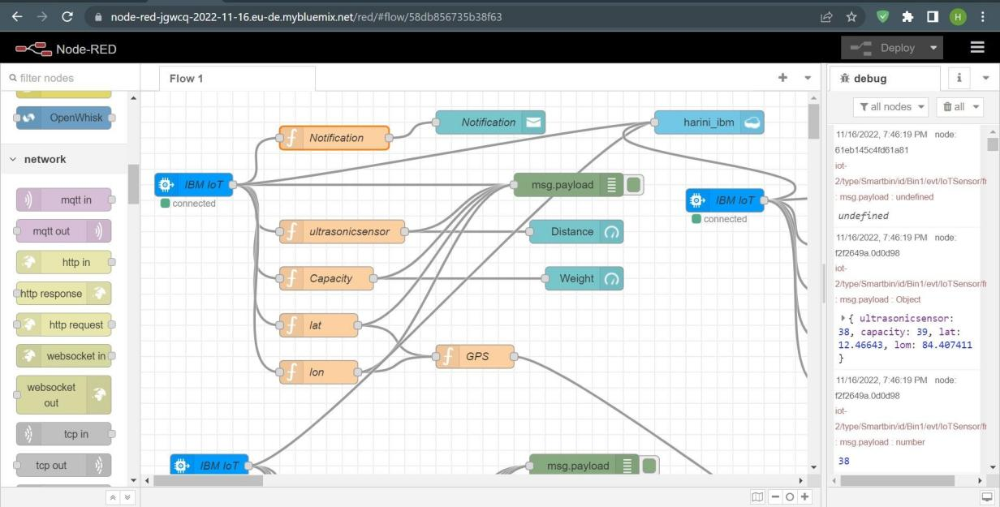 node-red-jgwcq-2022-11-16.eu-de.mybluemix.net/red/#flow/58db856735b38f63
H
Node-RED
Deploy
filter nodes
OpenWhisk
network
mqtt in
mqtt out
http in
http response
http request
websocket in
websocket
out
tcp in
tcp out
Flow 1
Notification
Notification
harini_ibm
IBM IoT
connected
msg.payload
IBM IoT
connected
ultrasonicsensor
Distance
Capacity
Weight
lat
GPS
lon
IBM IoT
msg.payload
debug
i
all nodes
all
11/16/2022, 7:46:19 PM node:
61eb145c4fd61a81
iot-
2/type/Smartbin/id/Bin1/evt/IoTSensor/
: msg.payload : undefined
undefined
11/16/2022, 7:46:19 PM node:
f2f2649a.0d0d98
iot-
2/type/Smartbin/id/Bin1/evt/IoTSensor/
: msg.payload : Object
{ ultrasonicsensor:
38, capacity: 39, lat:
12.46643, lom: 84.407411
}
11/16/2022, 7:46:19 PM node:
f2f2649a.0d0d98
iot-
2/type/Smartbin/id/Bin1/evt/IoTSensor/
: msg.payload : number
38